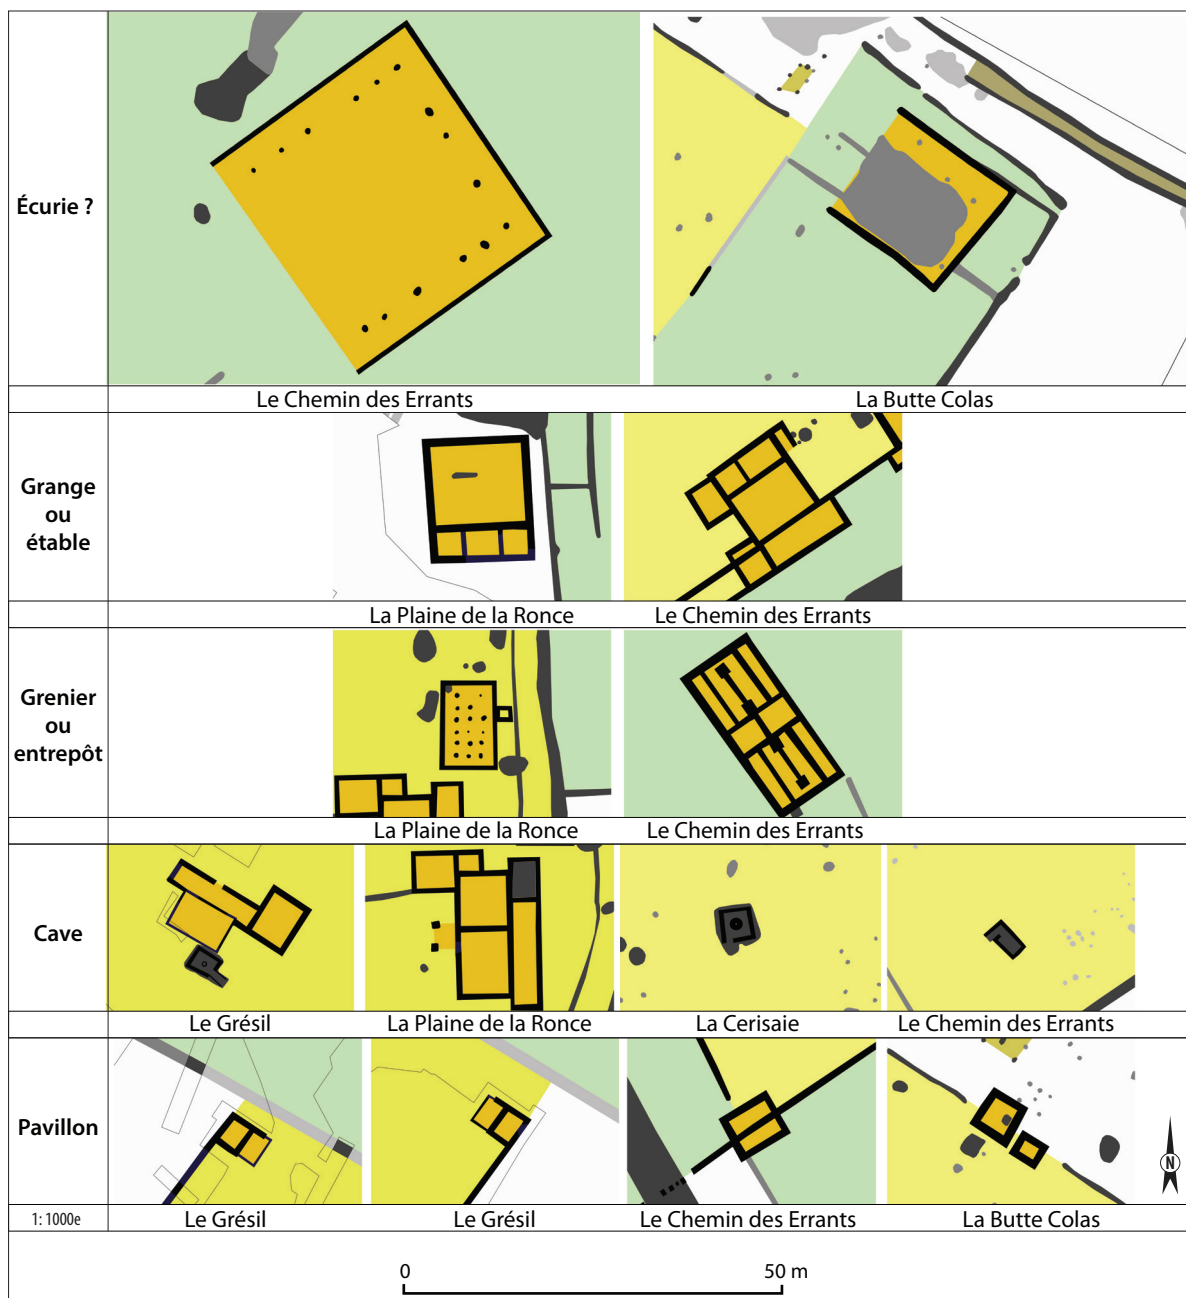 Écurie ?
Le Chemin des Errants
La Butte Colas
Grange
ou
étable
La Plaine de la Ronce
Le Chemin des Errants
Grenier
ou
entrepôt
La Plaine de la Ronce
Le Chemin des Errants
Cave
Le Grésil
La Plaine de la Ronce
La Cerisaie
Le Chemin des Errants
Pavillon
N
1: 1000e
Le Grésil
Le Grésil
Le Chemin des Errants
La Butte Colas
0
50 m